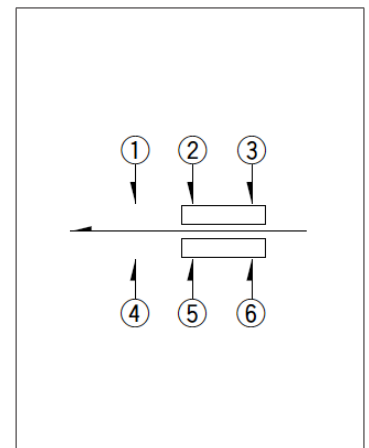 ① ② ③
④ ⑤ ⑥